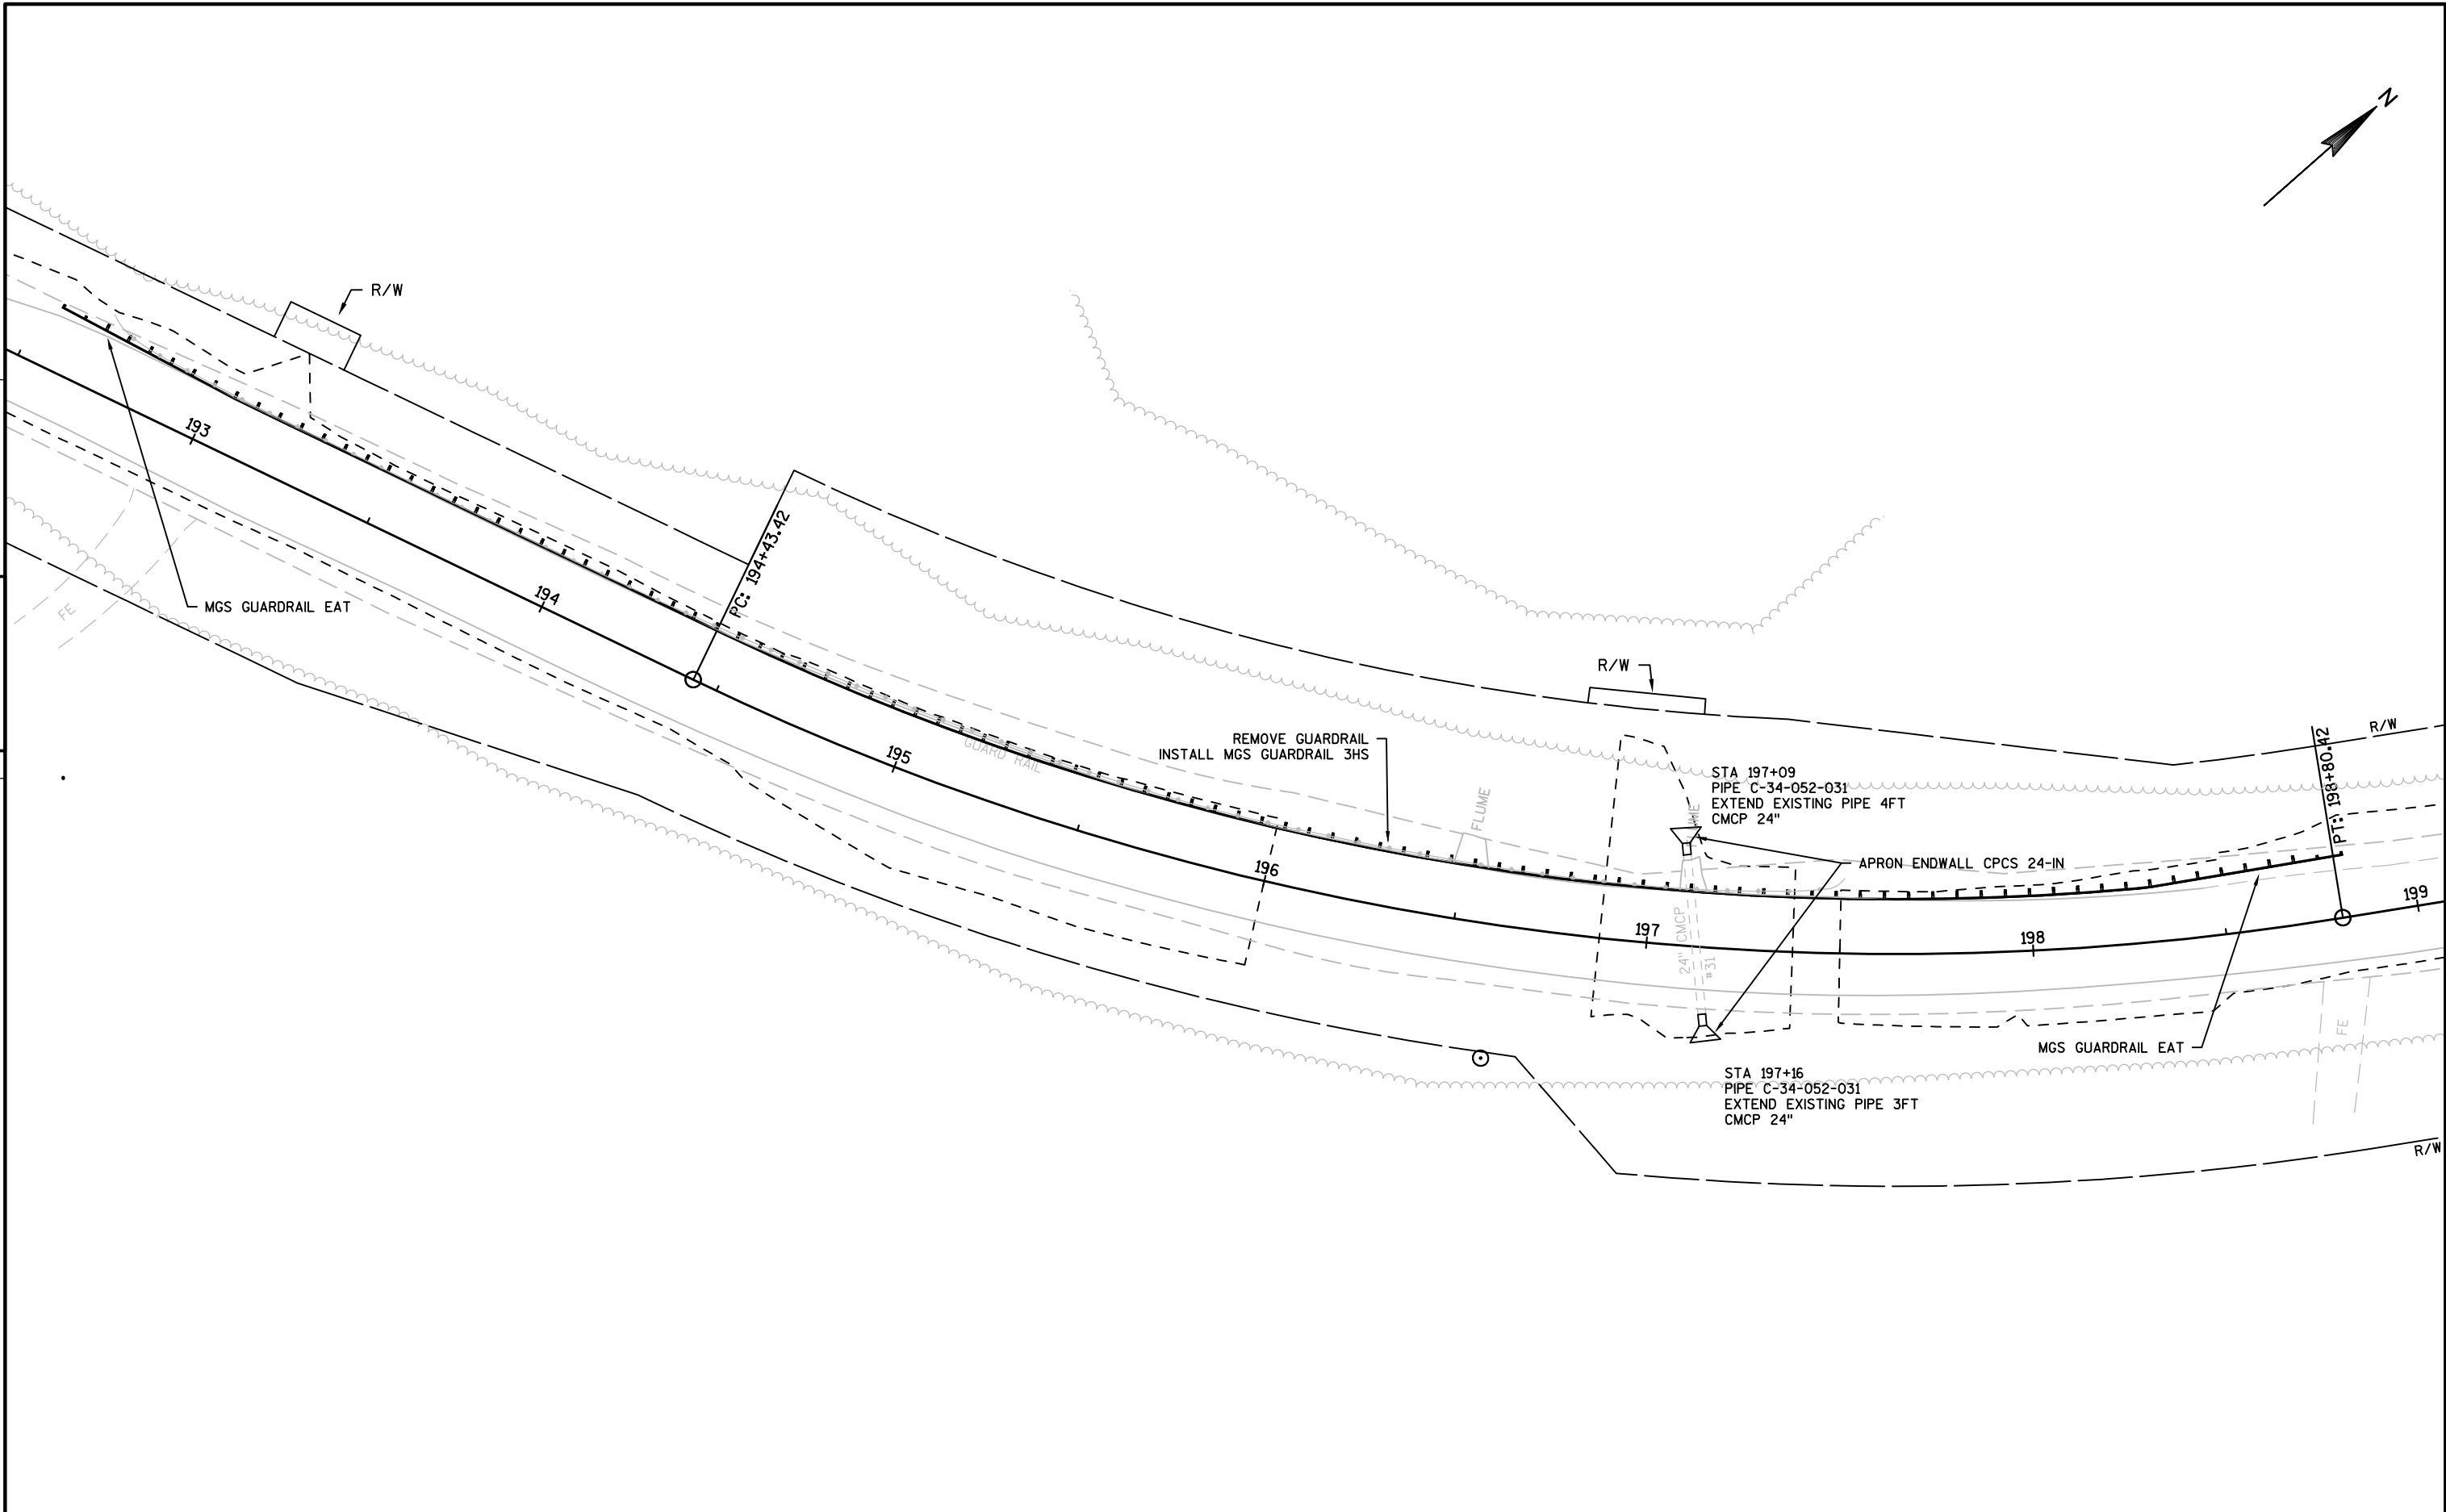 N
R/W
193
MGS GUARDRAIL EAT
FE
194
PC: 194+43.42
195
GUARD RAIL
REMOVE GUARDRAIL
INSTALL MGS GUARDRAIL 3HS
196
FLUME
R/W
STA 197+09
PIPE C-34-052-031
EXTEND EXISTING PIPE 4FT
CMCP 24"
APRON ENDWALL CPCS 24-IN
197
24" CMCP
#31
198
PT: 198+80.42
R/W
199
MGS GUARDRAIL EAT
FE
STA 197+16
PIPE C-34-052-031
EXTEND EXISTING PIPE 3FT
CMCP 24"
R/W